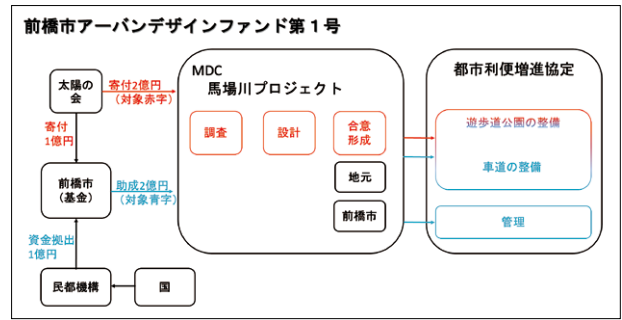 前橋市アーバンデザインファンド第１号
太陽の
会
寄付2億円
（対象赤字）
寄付
1億円
前橋市
（基金）
助成2億円
（対象青字）
資金拠出
1億円
民都機構
国
MDC
馬場川プロジェクト
調査
設計
合意
形成
地元
前橋市
都市利便増進協定
遊歩道公園の整備
車道の整備
管理